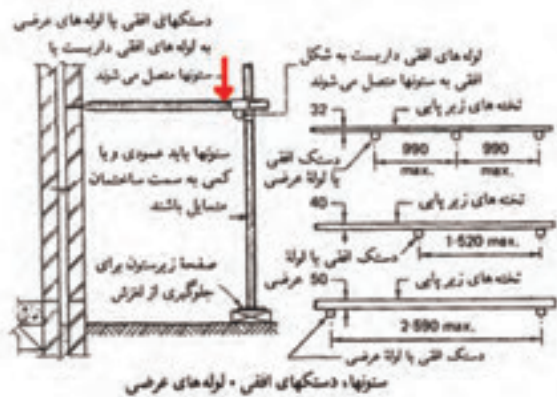 دستکهای افقی یا لوله های عرضی
به لوله های افقی داربست یا
ستونها متصل می شوند
لوله های افقی داربست به شکل
افقی به ستونها متصل می شوند
ستونها باید عمودی و یا
کمی به سمت ساختمان
متمایل باشند
صفحهٔ زیرستون برای
جلوگیری از لغزش
32
تخته های زیر پایی
990
max.
990
max.
دستک افقی
یا لولهٔ عرضی
40
تخته های زیر پایی
1-520 max.
دستک افقی یا لولهٔ
عرضی
50
تخته های زیر پایی
2-590 max.
دستک افقی یا لولهٔ عرضی
ستونها، دستکهای افقی - لوله های عرضی